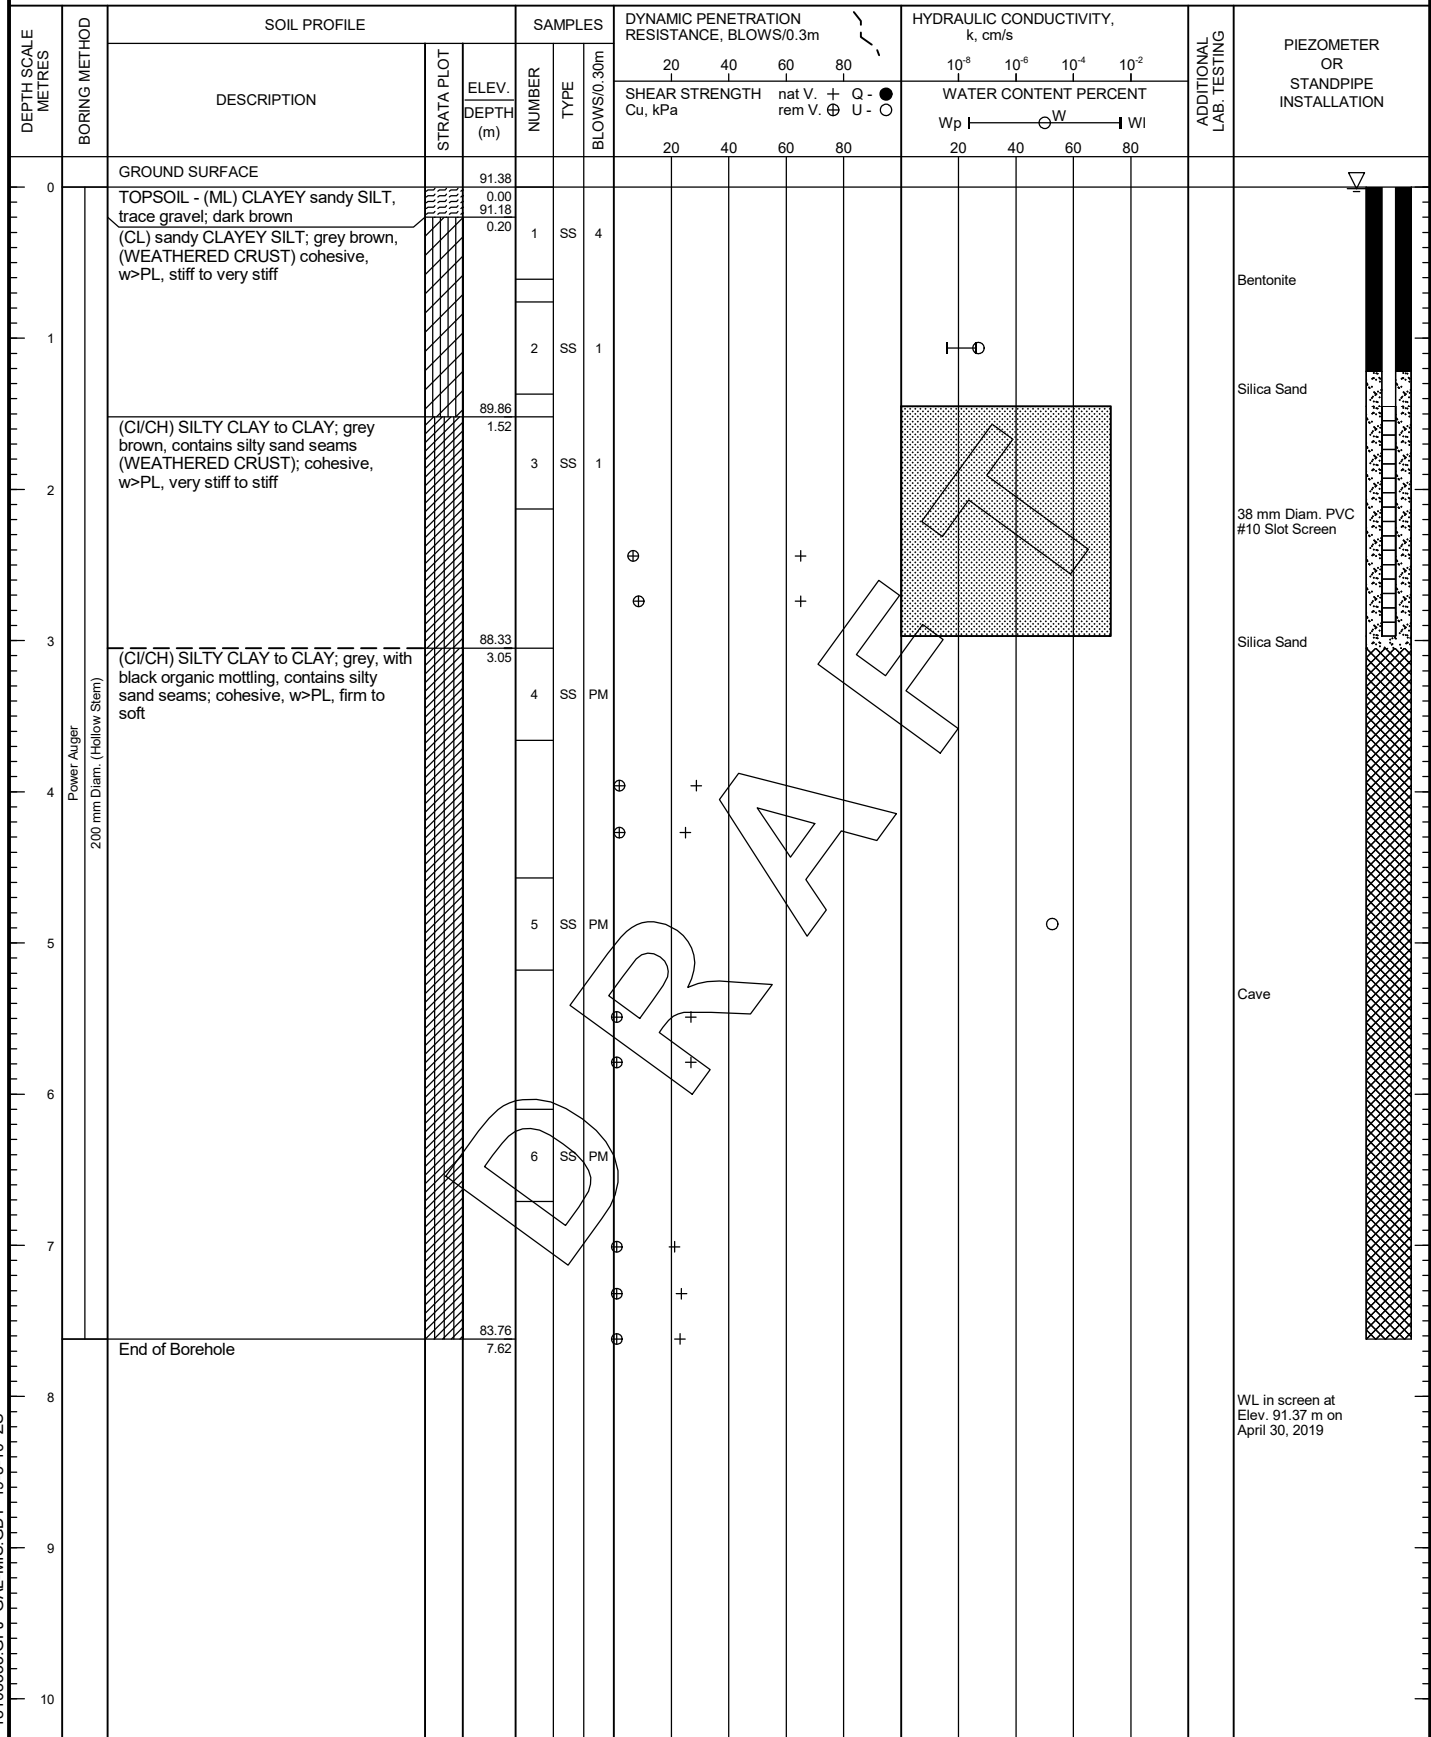 DEPTH SCALE
METRES
BORING METHOD
SOIL PROFILE
DESCRIPTION
STRATA PLOT
ELEV.
DEPTH
(m)
SAMPLES
NUMBER
TYPE
BLOWS/0.30m
DYNAMIC PENETRATION
RESISTANCE, BLOWS/0.3m
20 40 60 80
SHEAR STRENGTH nat V. + Q - ●
Cu, kPa rem V. ⊕ U - ○
20 40 60 80
HYDRAULIC CONDUCTIVITY,
k, cm/s
10⁻⁸ 10⁻⁶ 10⁻⁴ 10⁻²
WATER CONTENT PERCENT
Wp W Wl
20 40 60 80
ADDITIONAL
LAB. TESTING
PIEZOMETER
OR
STANDPIPE
INSTALLATION
GROUND SURFACE 91.38
0
TOPSOIL - (ML) CLAYEY sandy SILT, 0.00
trace gravel; dark brown 91.18
0.20
(CL) sandy CLAYEY SILT; grey brown,
(WEATHERED CRUST) cohesive,
w>PL, stiff to very stiff
1 SS 4
Bentonite
1
2 SS 1
Silica Sand
89.86
1.52
(CI/CH) SILTY CLAY to CLAY; grey
brown, contains silty sand seams
(WEATHERED CRUST); cohesive,
w>PL, very stiff to stiff
3 SS 1
2
38 mm Diam. PVC
#10 Slot Screen
3
88.33
Silica Sand
3.05
(CI/CH) SILTY CLAY to CLAY; grey, with
black organic mottling, contains silty
sand seams; cohesive, w>PL, firm to
soft
4 SS PM
Power Auger
200 mm Diam. (Hollow Stem)
4
5 SS PM
5
Cave
6
6 SS PM
7
83.76
7.62
End of Borehole
8
WL in screen at
Elev. 91.37 m on
April 30, 2019
9
10
DRAFT